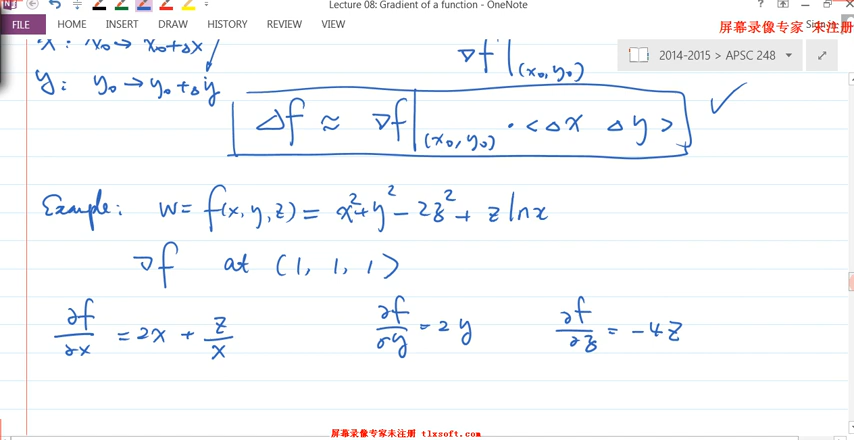 Lecture 08: Gradient of a function - OneNote
FILE HOME INSERT DRAW HISTORY REVIEW VIEW
屏幕录像专家 未注册
2014-2015 > APSC 248
x: x₀ → x₀+Δx
∇f|(x₀,y₀)
y: y₀ → y₀+Δy
Δf ≈ ∇f|(x₀,y₀) · <Δx Δy> ✓
Example: w= f(x,y,z) = x²+y² - 2z² + z ln x
∇f at (1, 1, 1)
∂f/∂x = 2x + z/x ∂f/∂y = 2y ∂f/∂z = -4z
屏幕录像专家未注册 tlxsoft.com